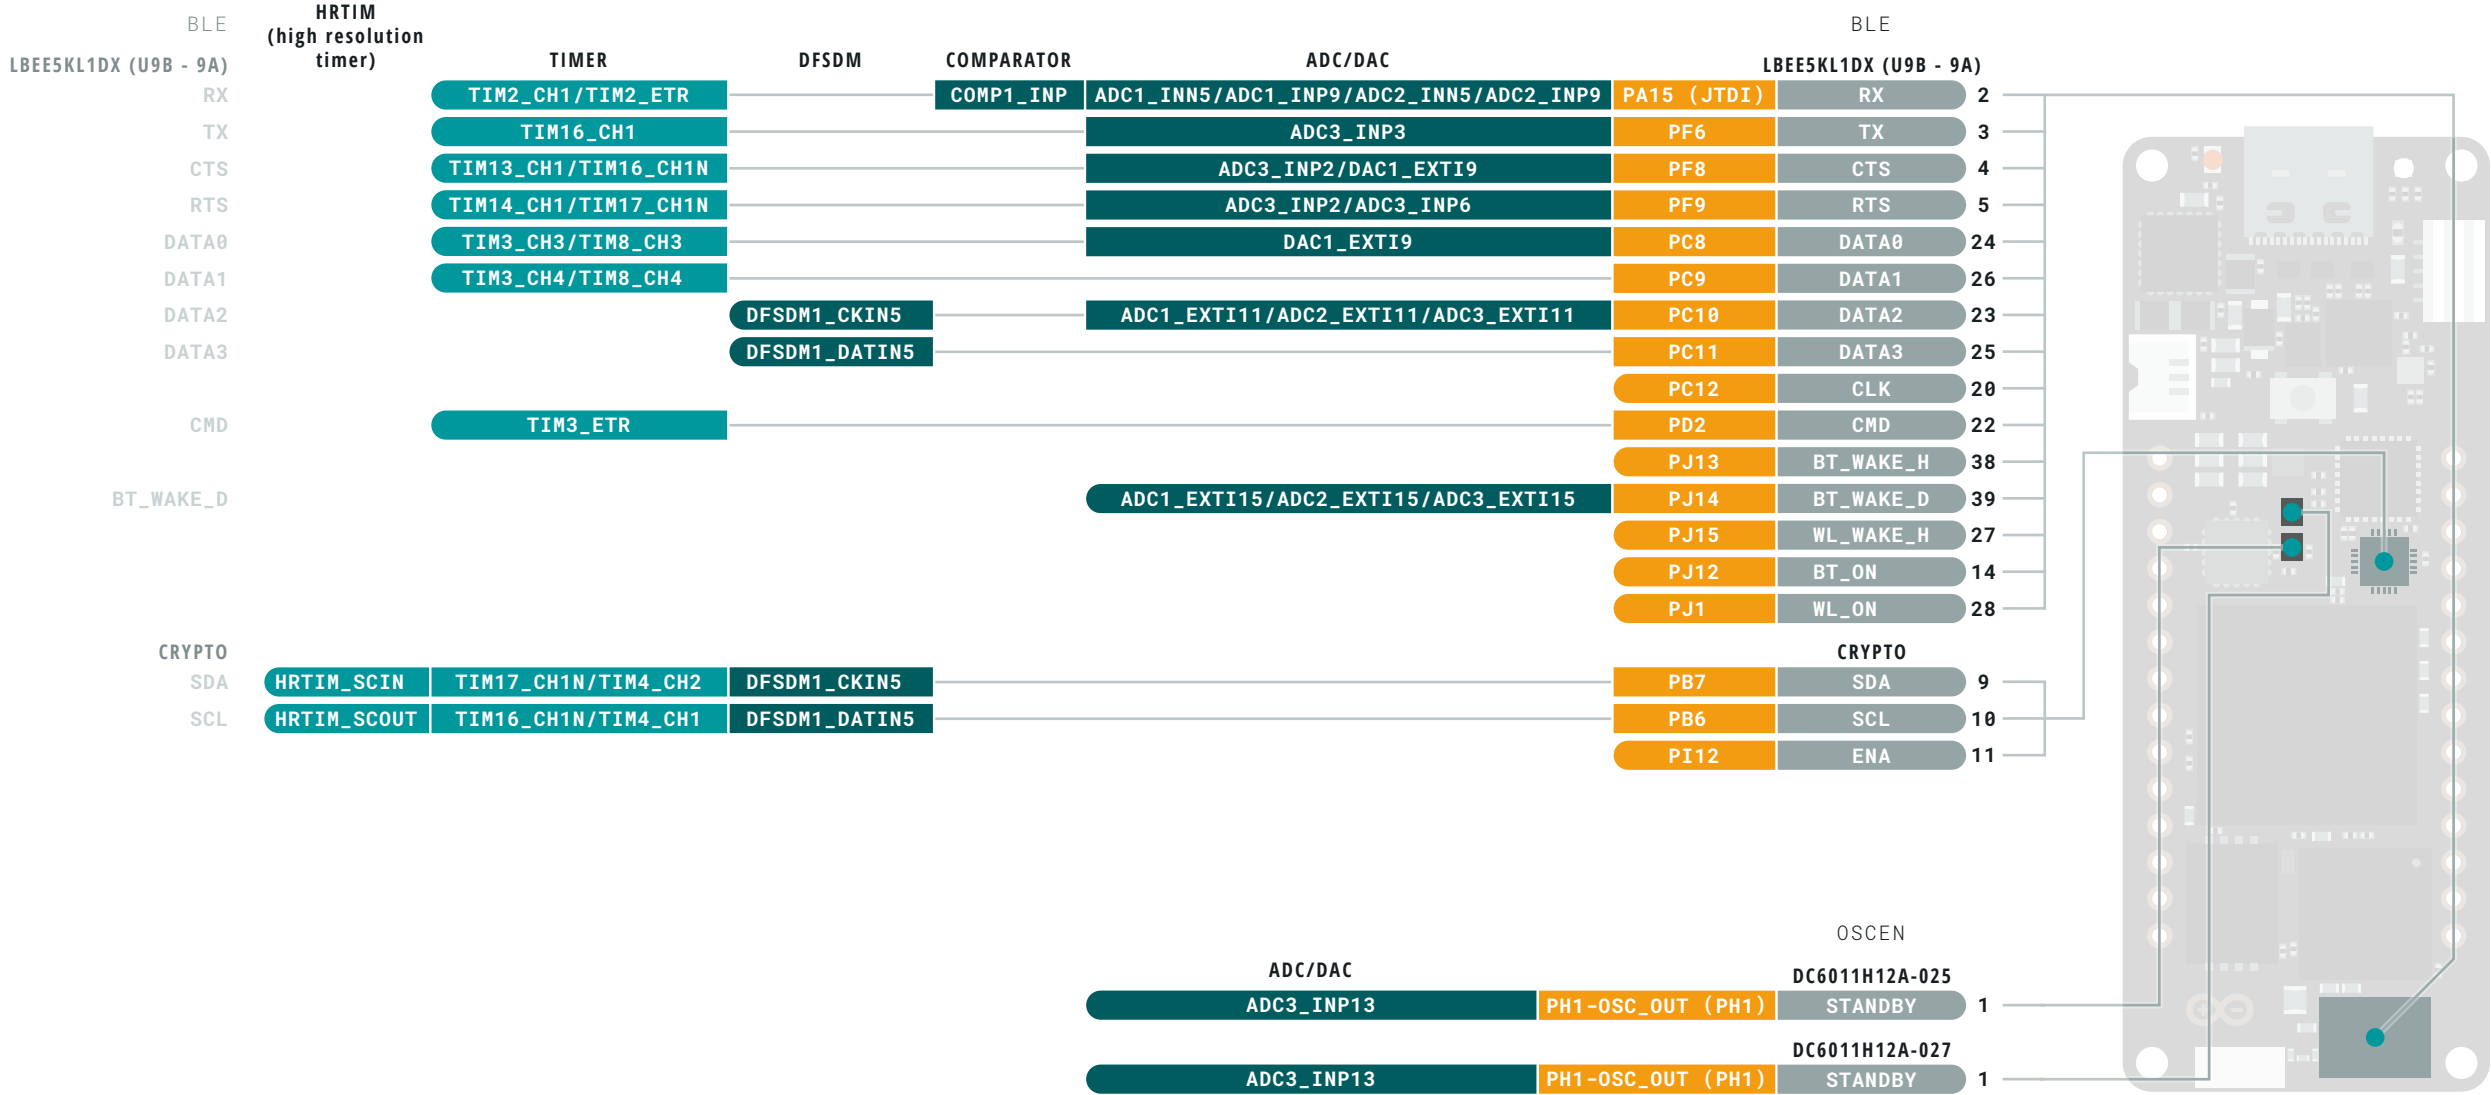 BLE
HRTIM
(high resolution
timer)
TIMER
DFSDM
COMPARATOR
ADC/DAC
BLE
LBEE5KL1DX (U9B - 9A)
LBEE5KL1DX (U9B - 9A)
RX TIM2_CH1/TIM2_ETR COMP1_INP ADC1_INN5/ADC1_INP9/ADC2_INN5/ADC2_INP9 PA15 (JTDI) RX 2
TX TIM16_CH1 ADC3_INP3 PF6 TX 3
CTS TIM13_CH1/TIM16_CH1N ADC3_INP2/DAC1_EXTI9 PF8 CTS 4
RTS TIM14_CH1/TIM17_CH1N ADC3_INP2/ADC3_INP6 PF9 RTS 5
DATA0 TIM3_CH3/TIM8_CH3 DAC1_EXTI9 PC8 DATA0 24
DATA1 TIM3_CH4/TIM8_CH4 PC9 DATA1 26
DATA2 DFSDM1_CKIN5 ADC1_EXTI11/ADC2_EXTI11/ADC3_EXTI11 PC10 DATA2 23
DATA3 DFSDM1_DATIN5 PC11 DATA3 25
PC12 CLK 20
CMD TIM3_ETR PD2 CMD 22
PJ13 BT_WAKE_H 38
BT_WAKE_D ADC1_EXTI15/ADC2_EXTI15/ADC3_EXTI15 PJ14 BT_WAKE_D 39
PJ15 WL_WAKE_H 27
PJ12 BT_ON 14
PJ1 WL_ON 28
CRYPTO CRYPTO
SDA HRTIM_SCIN TIM17_CH1N/TIM4_CH2 DFSDM1_CKIN5 PB7 SDA 9
SCL HRTIM_SCOUT TIM16_CH1N/TIM4_CH1 DFSDM1_DATIN5 PB6 SCL 10
PI12 ENA 11
OSCEN
ADC/DAC DC6011H12A-025
ADC3_INP13 PH1-OSC_OUT (PH1) STANDBY 1
DC6011H12A-027
ADC3_INP13 PH1-OSC_OUT (PH1) STANDBY 1